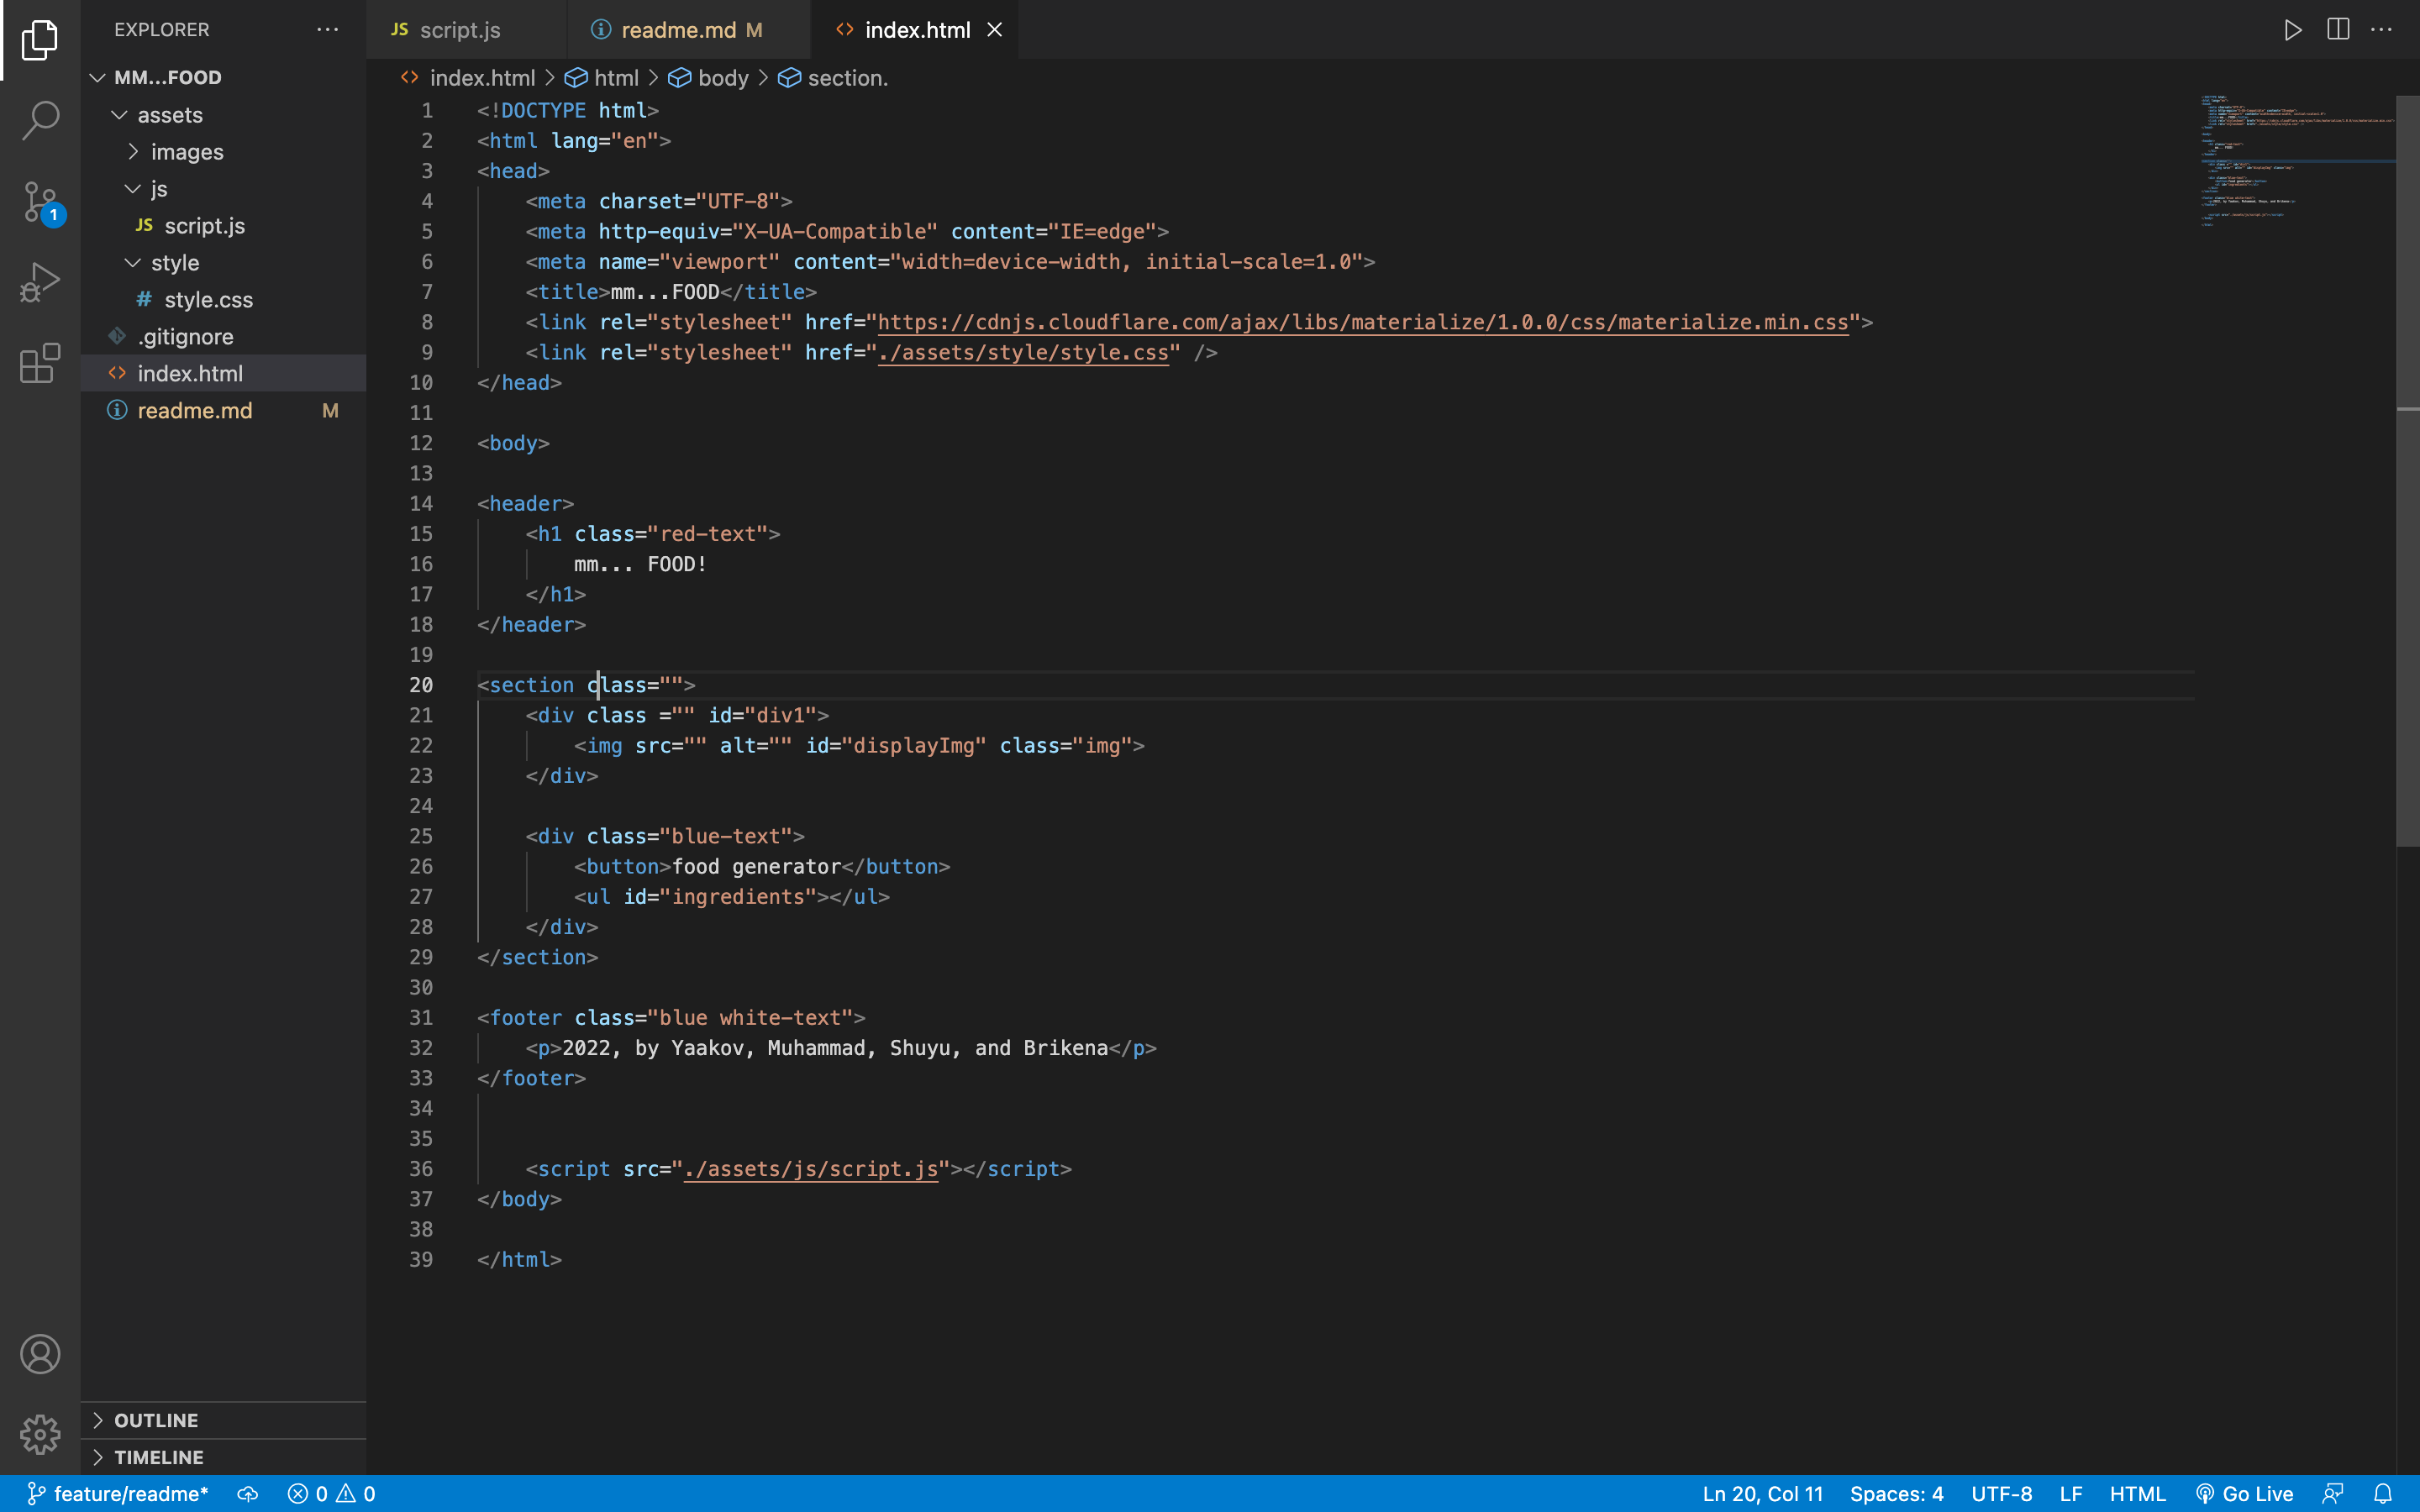 EXPLORER
MM...FOOD
assets
images
js
JS script.js
style
# style.css
.gitignore
index.html
readme.md M
OUTLINE
TIMELINE
1
JS script.js
readme.md M
index.html
index.html > html > body > section.
1 <!DOCTYPE html>
2 <html lang="en">
3 <head>
4 <meta charset="UTF-8">
5 <meta http-equiv="X-UA-Compatible" content="IE=edge">
6 <meta name="viewport" content="width=device-width, initial-scale=1.0">
7 <title>mm...FOOD</title>
8 <link rel="stylesheet" href="https://cdnjs.cloudflare.com/ajax/libs/materialize/1.0.0/css/materialize.min.css">
9 <link rel="stylesheet" href="./assets/style/style.css" />
10 </head>
11
12 <body>
13
14 <header>
15 <h1 class="red-text">
16 mm... FOOD!
17 </h1>
18 </header>
19
20 <section class="">
21 <div class ="" id="div1">
22 <img src="" alt="" id="displayImg" class="img">
23 </div>
24
25 <div class="blue-text">
26 <button>food generator</button>
27 <ul id="ingredients"></ul>
28 </div>
29 </section>
30
31 <footer class="blue white-text">
32 <p>2022, by Yaakov, Muhammad, Shuyu, and Brikena</p>
33 </footer>
34
35
36 <script src="./assets/js/script.js"></script>
37 </body>
38
39 </html>
feature/readme* 0 0 Ln 20, Col 11 Spaces: 4 UTF-8 LF HTML Go Live